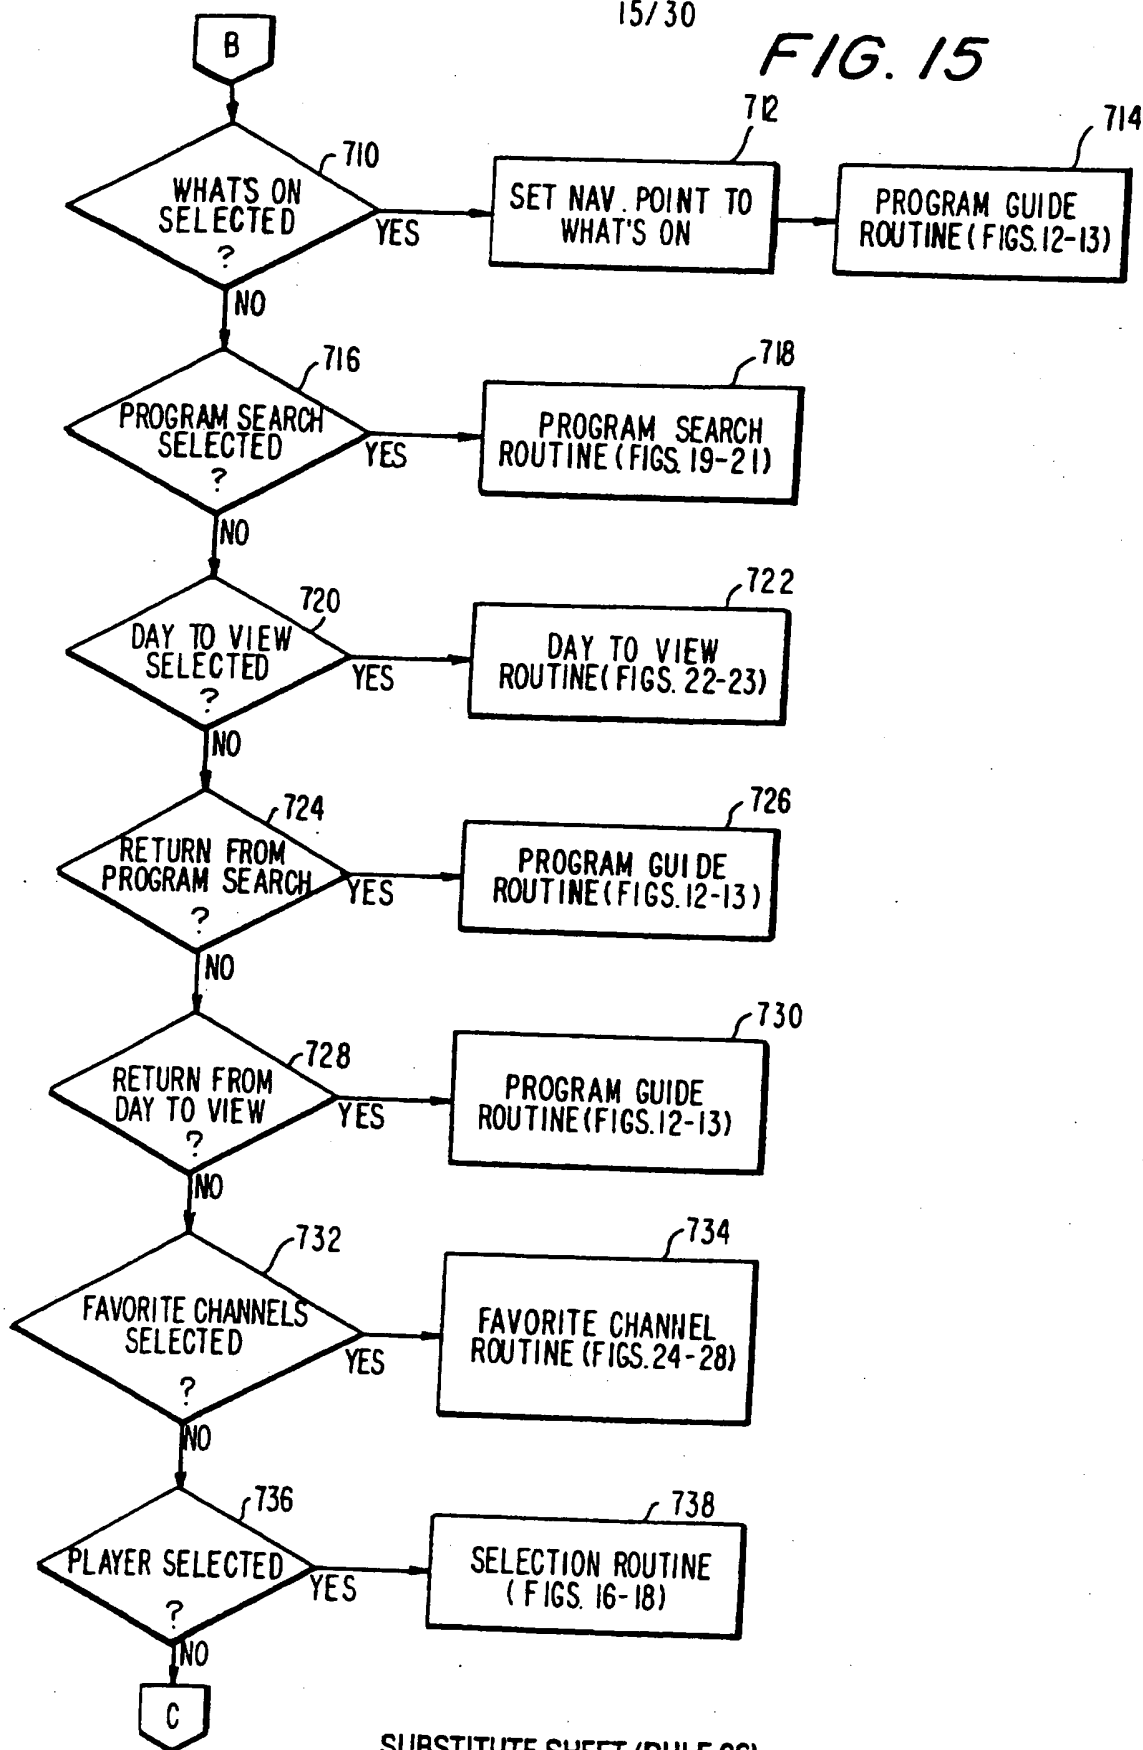 15/30
FIG. 15
B
710
WHAT'S ON
SELECTED
?
YES
NO
712
SET NAV. POINT TO
WHAT'S ON
714
PROGRAM GUIDE
ROUTINE (FIGS. 12-13)
716
PROGRAM SEARCH
SELECTED
?
YES
NO
718
PROGRAM SEARCH
ROUTINE (FIGS. 19-21)
720
DAY TO VIEW
SELECTED
?
YES
NO
722
DAY TO VIEW
ROUTINE (FIGS. 22-23)
724
RETURN FROM
PROGRAM SEARCH
?
YES
NO
726
PROGRAM GUIDE
ROUTINE (FIGS. 12-13)
728
RETURN FROM
DAY TO VIEW
?
YES
NO
730
PROGRAM GUIDE
ROUTINE (FIGS. 12-13)
732
FAVORITE CHANNELS
SELECTED
?
YES
NO
734
FAVORITE CHANNEL
ROUTINE (FIGS. 24-28)
736
PLAYER SELECTED
?
YES
NO
738
SELECTION ROUTINE
(FIGS. 16-18)
C
SUBSTITUTE SHEET (RULE 26)